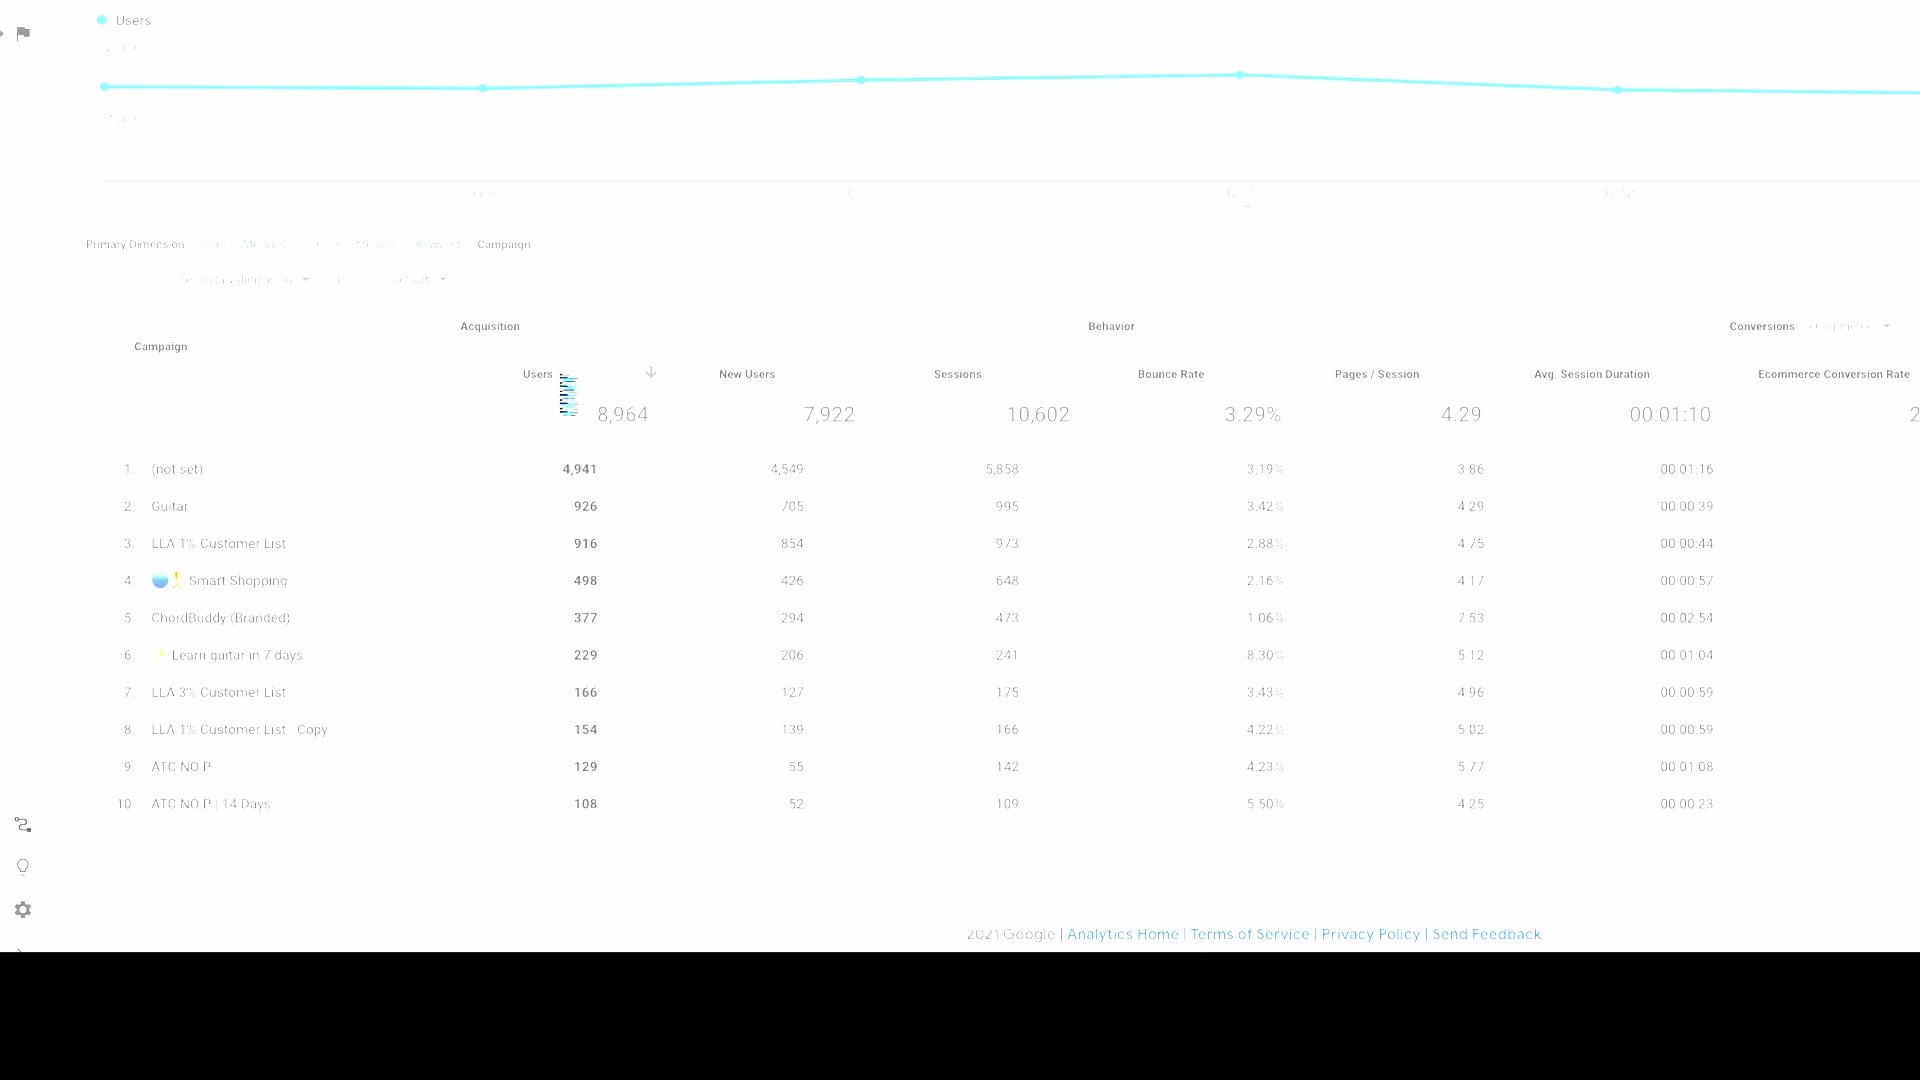 Users
Primary Dimension Campaign
Acquisition Behavior Conversions
Campaign
Users New Users Sessions Bounce Rate Pages / Session Avg. Session Duration Ecommerce Conversion Rate
8,964 7,922 10,602 3.29% 4.29 00:01:10
1. (not set) 4,941 4,549 5,858 3.19% 3.86 00:01:16
2. Guitar 926 705 995 3.42% 4.29 00:00:39
3. LLA 1% Customer List 916 854 973 2.88% 4.75 00:00:44
4 Smart Shopping 498 426 648 2.16% 4.17 00:00:57
5 ChordBuddy (Branded) 377 294 473 1.06% 7.53 00:02:54
6. Learn guitar in 7 days 229 206 241 8.30% 5.12 00:01:04
7. LLA 3% Customer List 166 127 175 3.43% 4.96 00:00:59
8. LLA 1% Customer List Copy 154 139 166 4.22% 5.02 00:00:59
9. ATC NO P 129 55 142 4.23% 5.77 00:01:08
10 ATC NO P | 14 Days 108 52 109 5.50% 4.25 00:00:23
2021 Google | Analytics Home | Terms of Service | Privacy Policy | Send Feedback